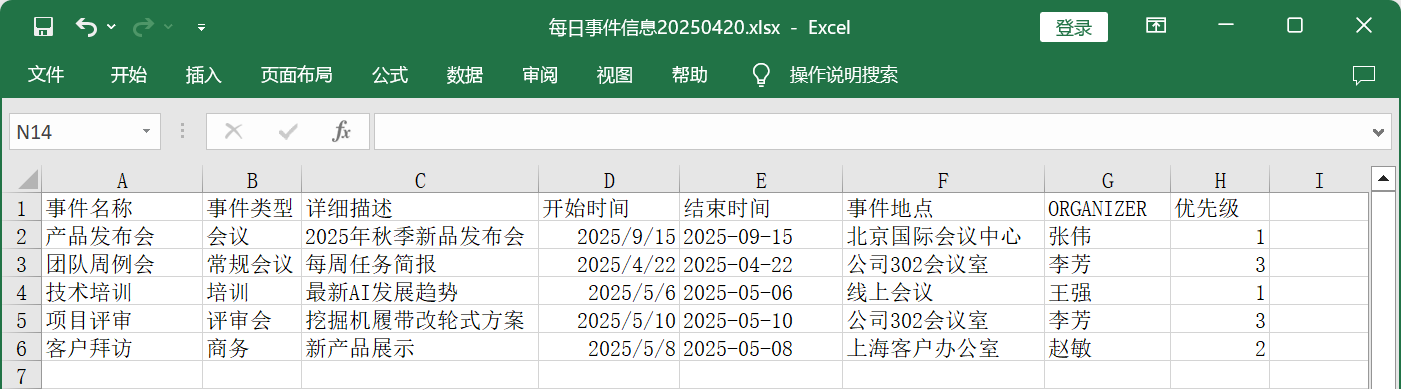 每日事件信息20250420.xlsx - Excel
登录
文件 开始 插入 页面布局 公式 数据 审阅 视图 帮助 操作说明搜索
N14 fx
A B C D E F G H I
1 事件名称 事件类型 详细描述 开始时间 结束时间 事件地点 ORGANIZER 优先级
2 产品发布会 会议 2025年秋季新品发布会 2025/9/15 2025-09-15 北京国际会议中心 张伟 1
3 团队周例会 常规会议 每周任务简报 2025/4/22 2025-04-22 公司302会议室 李芳 3
4 技术培训 培训 最新AI发展趋势 2025/5/6 2025-05-06 线上会议 王强 1
5 项目评审 评审会 挖掘机履带改轮式方案 2025/5/10 2025-05-10 公司302会议室 李芳 3
6 客户拜访 商务 新产品展示 2025/5/8 2025-05-08 上海客户办公室 赵敏 2
7